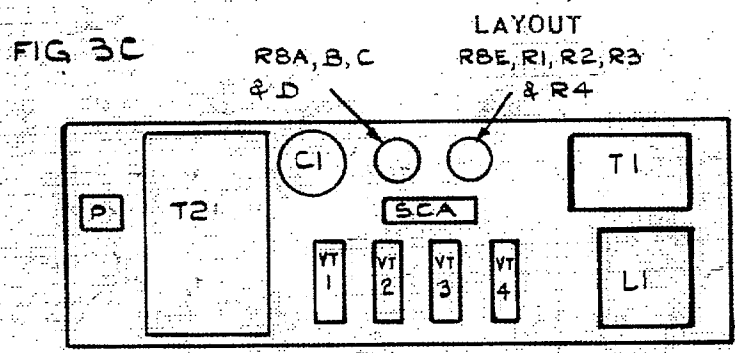 LAYOUT
FIG 3C
R8A, B, C
& D
R8E, R1, R2, R3
& R4
C1
T1
P
T2
SCA
VT
1
VT
2
VT
3
VT
4
L1